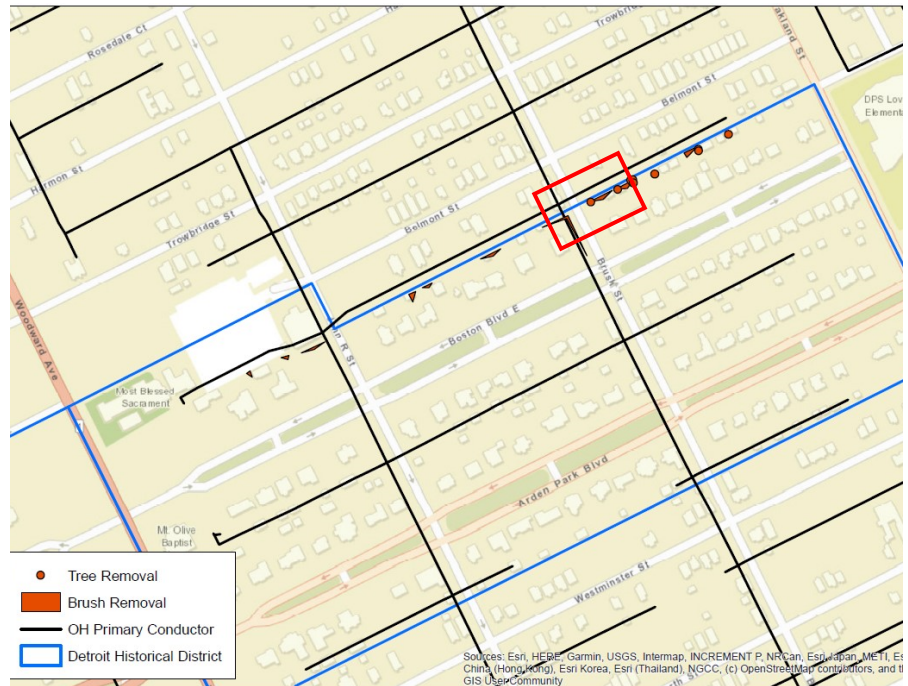 Rosedale Ct
Trowbridge St
Oakland St
DPS Lov
Elementa
Belmont St
Harmon St
Trowbridge St
Belmont St
Brush St
Woodward Ave
n R St
Boston Blvd E
Most Blessed
Sacrament
Arden Park Blvd
Mt. Olive
Baptist
Westminster St
Tree Removal
Brush Removal
OH Primary Conductor
Detroit Historical District
Sources: Esri, HERE, Garmin, USGS, Intermap, INCREMENT P, NRCan, Esri Japan, METI, Es
China (Hong Kong), Esri Korea, Esri (Thailand), NGCC, (c) OpenStreetMap contributors, and th
GIS User Community